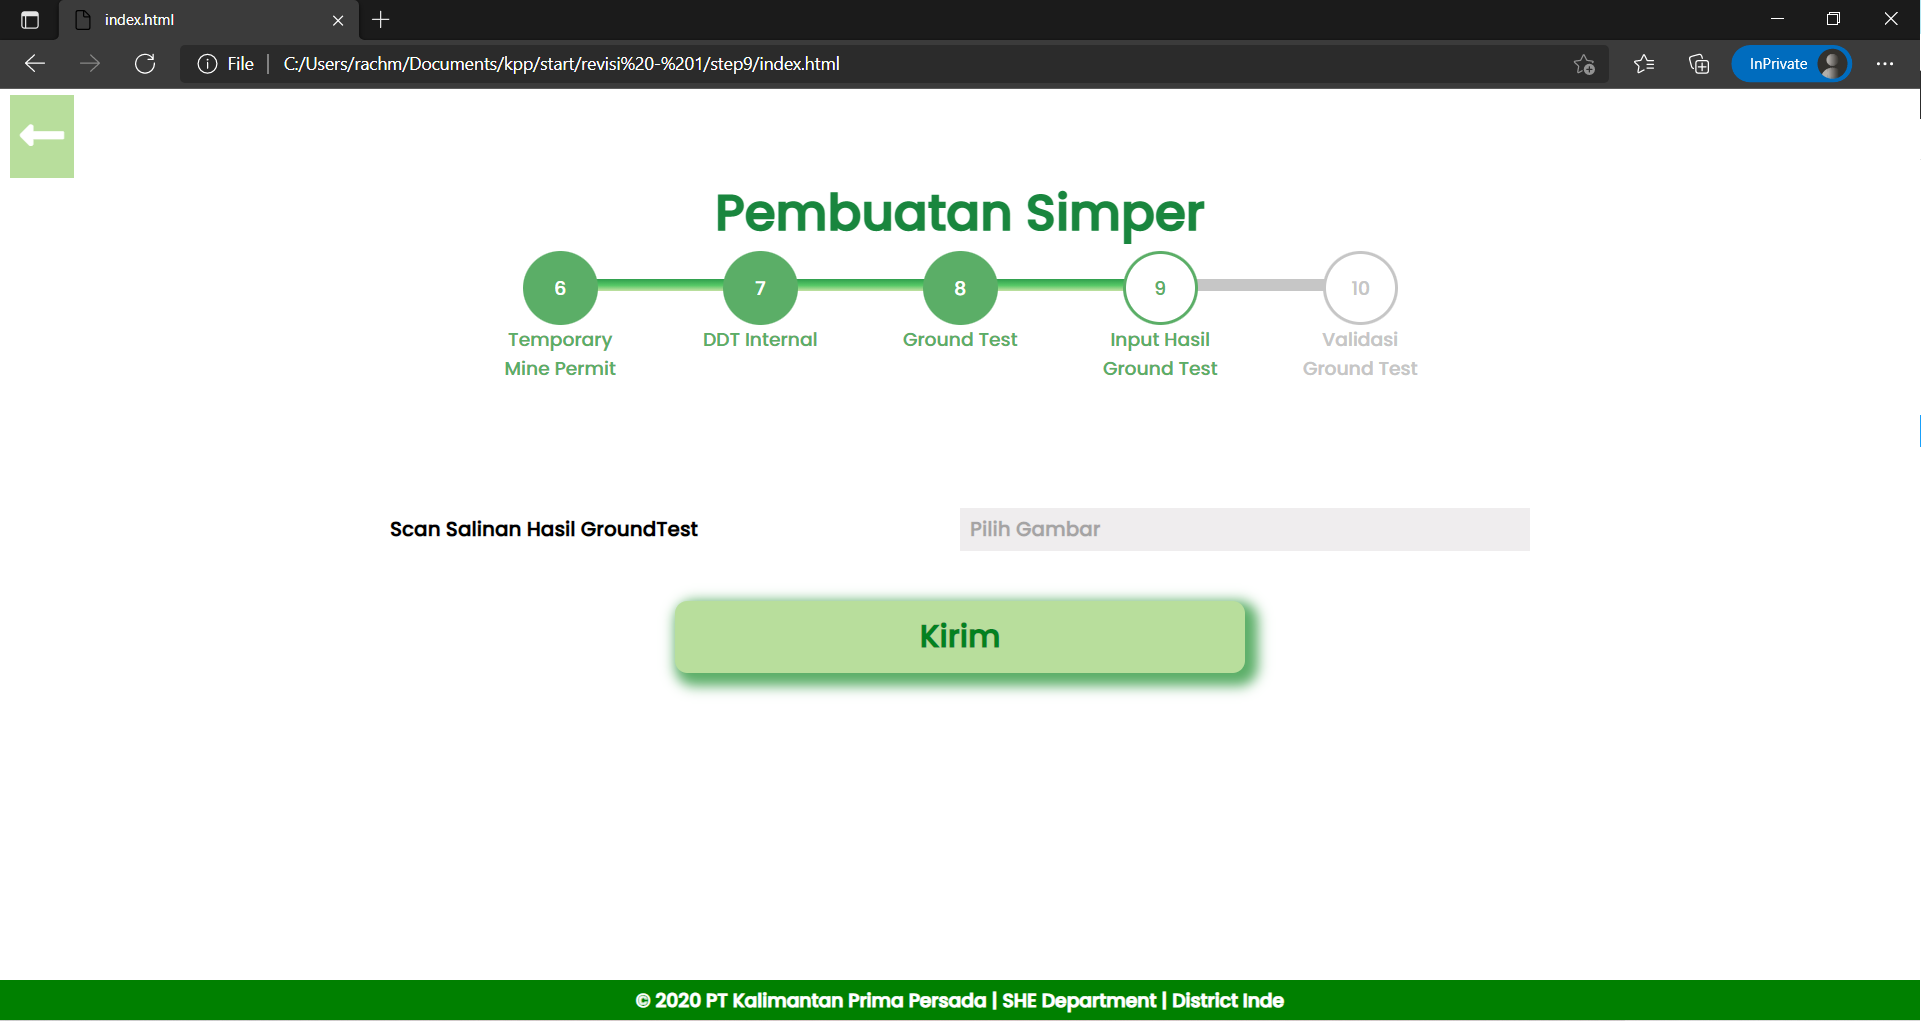 index.html
File
C:/Users/rachm/Documents/kpp/start/revisi%20-%201/step9/index.html
InPrivate
Pembuatan Simper
6
7
8
9
10
Temporary
Mine Permit
DDT Internal
Ground Test
Input Hasil
Ground Test
Validasi
Ground Test
Scan Salinan Hasil GroundTest
Pilih Gambar
Kirim
© 2020 PT Kalimantan Prima Persada | SHE Department | District Inde